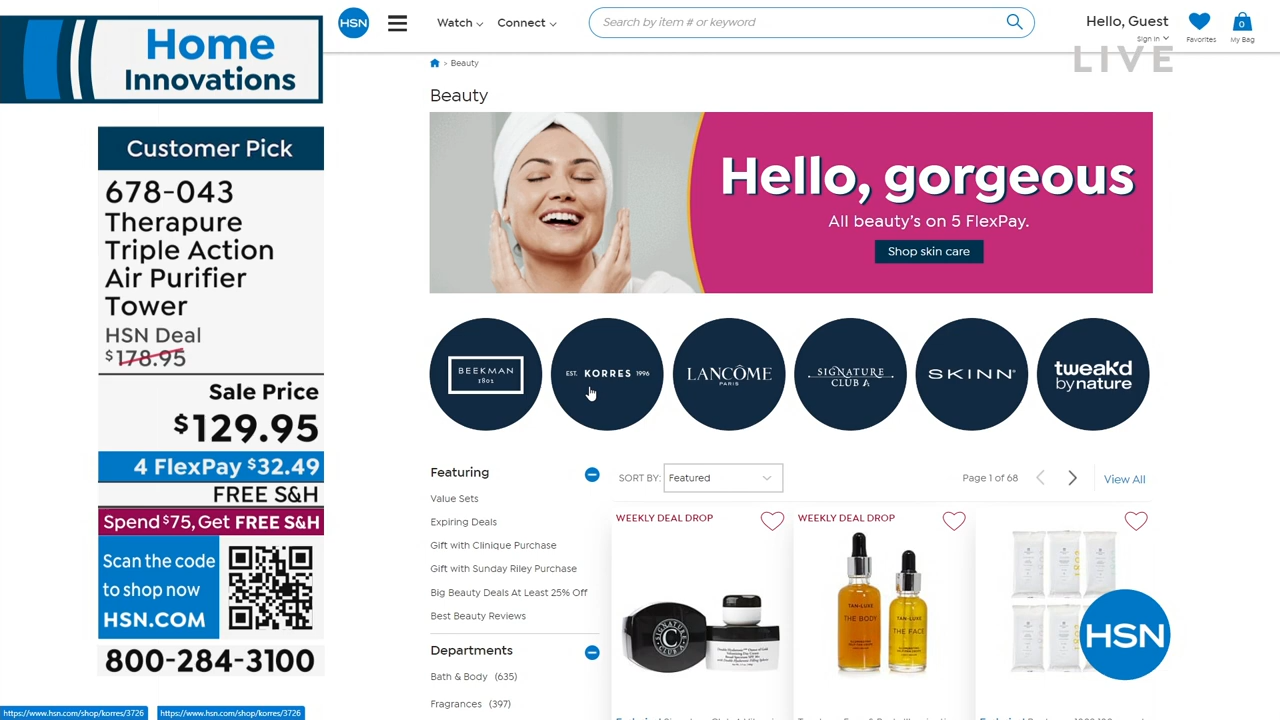 Home
Innovations
Customer Pick
678-043
Therapure
Triple Action
Air Purifier
Tower
HSN Deal
$178.95
Sale Price
$129.95
4 FlexPay $32.49
FREE S&H
Spend $75, Get FREE S&H
Scan the code
to shop now
HSN.COM
800-284-3100
HSN
Watch
Connect
Search by item # or keyword
Hello, Guest
Sign In
Favorites
0
My Bag
LIVE
> Beauty
Beauty
Hello, gorgeous
All beauty's on 5 FlexPay.
Shop skin care
BEEKMAN
1802
EST. KORRES 1996
LANCÔME
PARIS
SIGNATURE
CLUB A
SKINN
tweak'd
by nature
Featuring
Value Sets
Expiring Deals
Gift with Clinique Purchase
Gift with Sunday Riley Purchase
Big Beauty Deals At Least 25% Off
Best Beauty Reviews
Departments
Bath & Body (635)
Fragrances (397)
SORT BY: Featured
Page 1 of 68
View All
WEEKLY DEAL DROP
WEEKLY DEAL DROP
SIGNATURE
CLUB
C
TAN-LUXE
THE BODY
TAN-LUXE
THE FACE
HSN
https://www.hsn.com/shop/korres/3726
https://www.hsn.com/shop/korres/3726